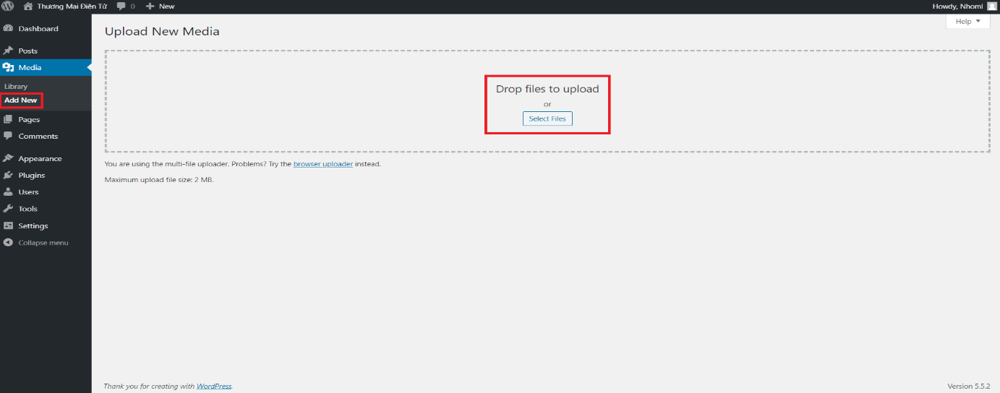 Thương Mại Điện Tử 0 New Howdy, Nhoml
Help
Dashboard
Posts
Media
Library
Add New
Pages
Comments
Appearance
Plugins
Users
Tools
Settings
Collapse menu
Upload New Media
Drop files to upload
or
Select Files
You are using the multi-file uploader. Problems? Try the browser uploader instead.
Maximum upload file size: 2 MB.
Thank you for creating with WordPress. Version 5.5.2